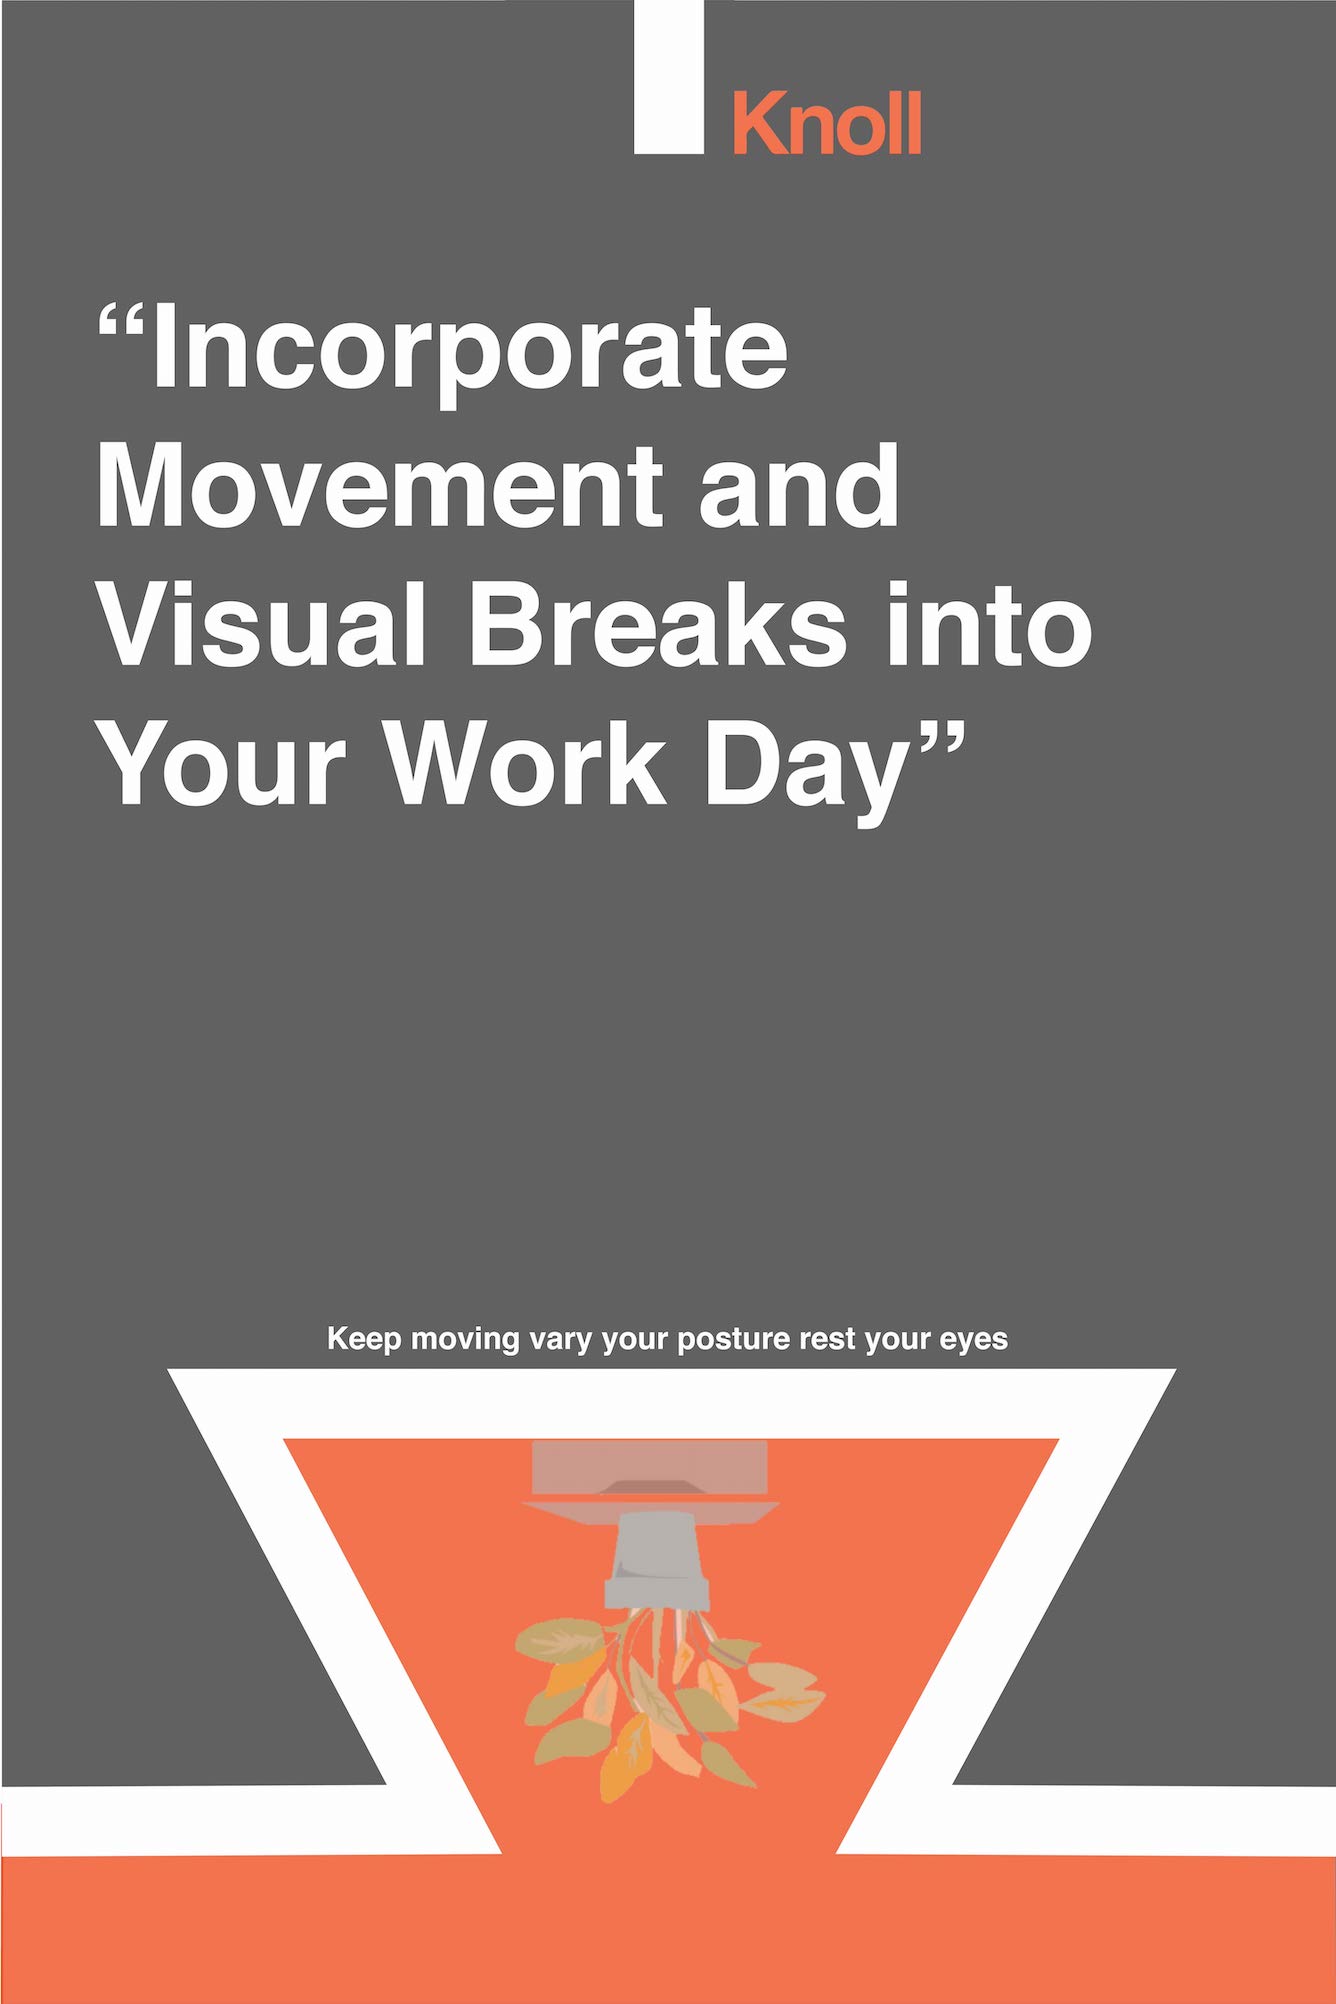 Knoll
“Incorporate
Movement and
Visual Breaks into
Your Work Day”
Keep moving vary your posture rest your eyes